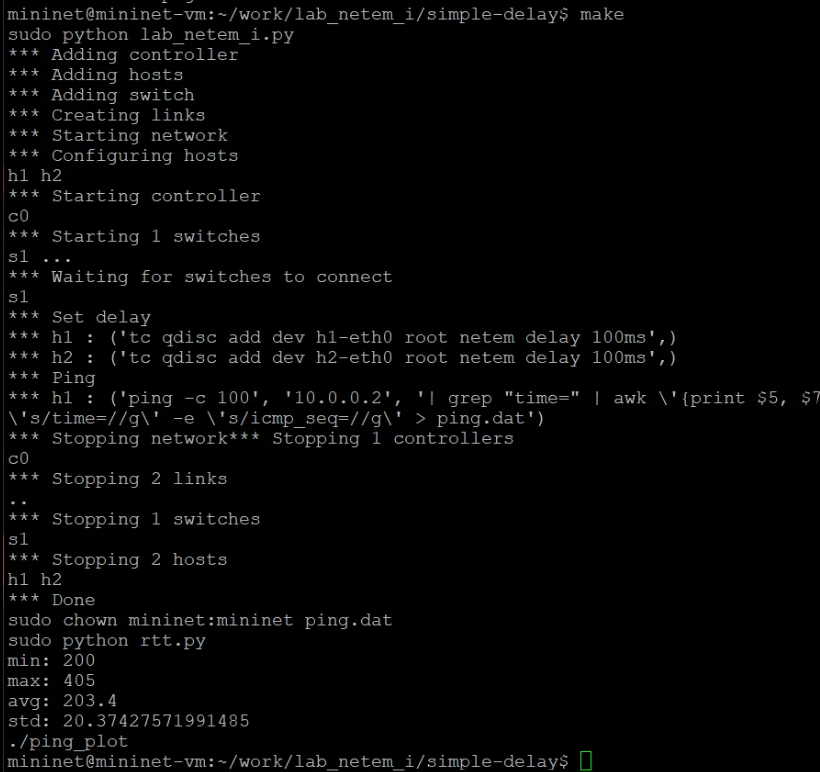 mininet@mininet-vm:~/work/lab_netem_i/simple-delay$ make
sudo python lab_netem_i.py
*** Adding controller
*** Adding hosts
*** Adding switch
*** Creating links
*** Starting network
*** Configuring hosts
h1 h2
*** Starting controller
c0
*** Starting 1 switches
s1 ...
*** Waiting for switches to connect
s1
*** Set delay
*** h1 : ('tc qdisc add dev h1-eth0 root netem delay 100ms',)
*** h2 : ('tc qdisc add dev h2-eth0 root netem delay 100ms',)
*** Ping
*** h1 : ('ping -c 100', '10.0.0.2', '| grep "time=" | awk \'{print $5, $7
\'s/time=//g\' -e \'s/icmp_seq=//g\' > ping.dat')
*** Stopping network*** Stopping 1 controllers
c0
*** Stopping 2 links
..
*** Stopping 1 switches
s1
*** Stopping 2 hosts
h1 h2
*** Done
sudo chown mininet:mininet ping.dat
sudo python rtt.py
min: 200
max: 405
avg: 203.4
std: 20.37427571991485
./ping_plot
mininet@mininet-vm:~/work/lab_netem_i/simple-delay$